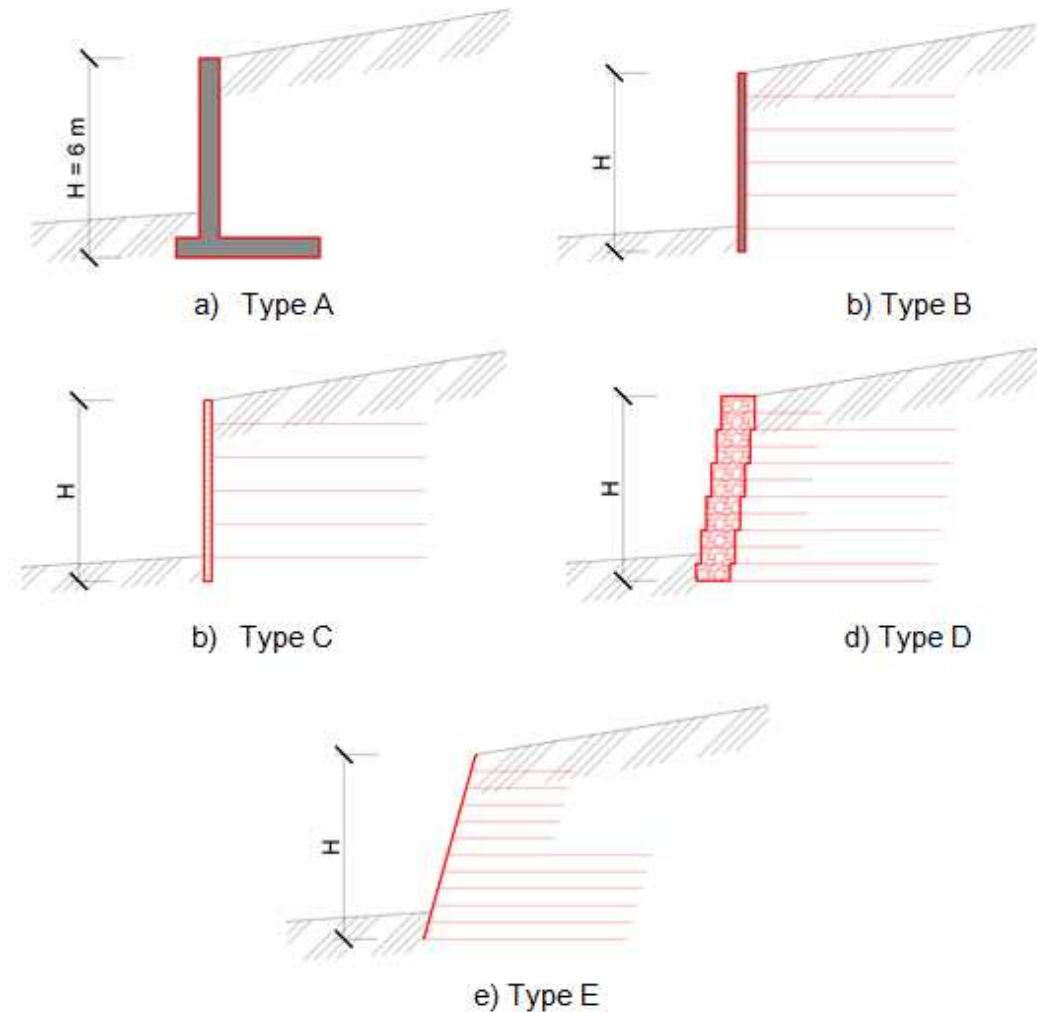 H = 6 m
H
a) Type A
b) Type B
H
H
b) Type C
d) Type D
H
e) Type E